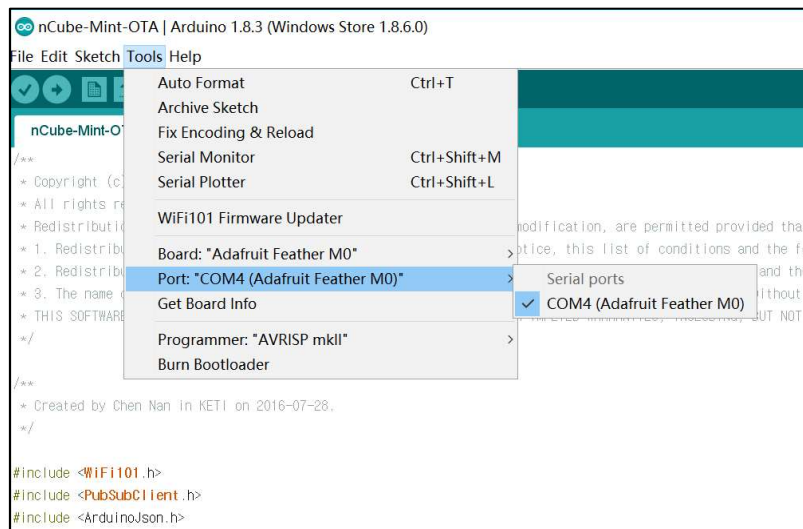 nCube-Mint-OTA | Arduino 1.8.3 (Windows Store 1.8.6.0)
File Edit Sketch Tools Help
Auto Format Ctrl+T
Archive Sketch
nCube-Mint-O
Fix Encoding & Reload
/**
Serial Monitor Ctrl+Shift+M
* Copyright (c)
Serial Plotter Ctrl+Shift+L
* All rights re
WiFi101 Firmware Updater
* Redistributi modification, are permitted provided tha
* 1. Redistribu otice, this list of conditions and the f
Board: "Adafruit Feather M0" >
* 2. Redistribu and th
Port: "COM4 (Adafruit Feather M0)" > Serial ports
* 3. The name ithout
Get Board Info ✓ COM4 (Adafruit Feather M0)
* THIS SOFTWARE BUT NOT
*/
Programmer: "AVRISP mkII" >
Burn Bootloader
/**
* Created by Chen Nan in KETI on 2016-07-28.
*/
#include <WiFi101.h>
#include <PubSubClient.h>
#include <ArduinoJson.h>